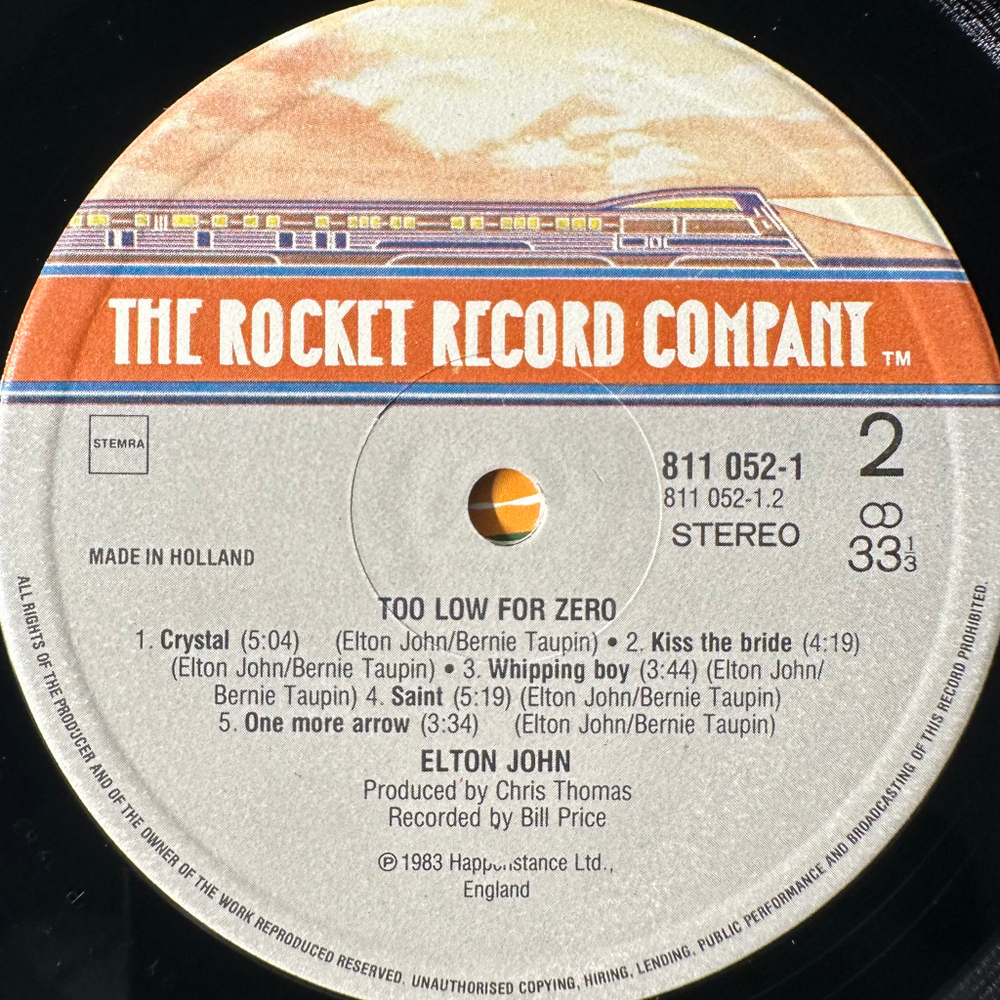 THE ROCKET RECORD COMPANY ™
STEMRA
MADE IN HOLLAND
811 052-1
811 052-1.2
STEREO
2
33 1/3
TOO LOW FOR ZERO
1. Crystal (5:04) (Elton John/Bernie Taupin) • 2. Kiss the bride (4:19)
(Elton John/Bernie Taupin) • 3. Whipping boy (3:44) (Elton John/
Bernie Taupin) 4. Saint (5:19) (Elton John/Bernie Taupin)
5. One more arrow (3:34) (Elton John/Bernie Taupin)
ELTON JOHN
Produced by Chris Thomas
Recorded by Bill Price
℗ 1983 Happenstance Ltd.,
England
ALL RIGHTS OF THE PRODUCER AND OF THE OWNER OF THE WORK REPRODUCED RESERVED. UNAUTHORISED COPYING, HIRING, LENDING, PUBLIC PERFORMANCE AND BROADCASTING OF THIS RECORD PROHIBITED.